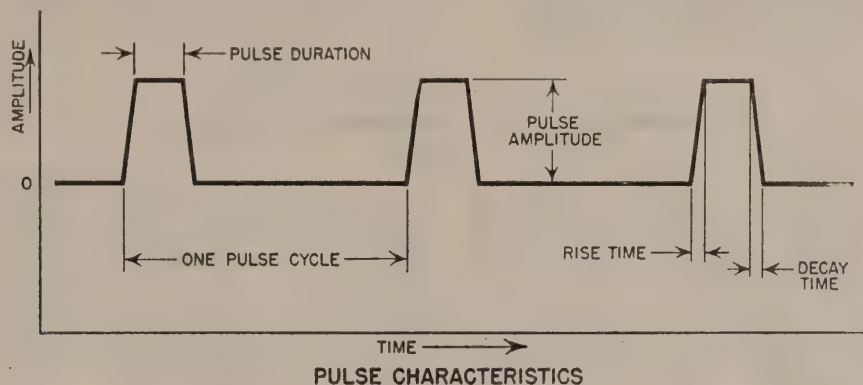 PULSE DURATION
AMPLITUDE
PULSE
AMPLITUDE
0
ONE PULSE CYCLE
RISE TIME
DECAY
TIME
TIME
PULSE CHARACTERISTICS